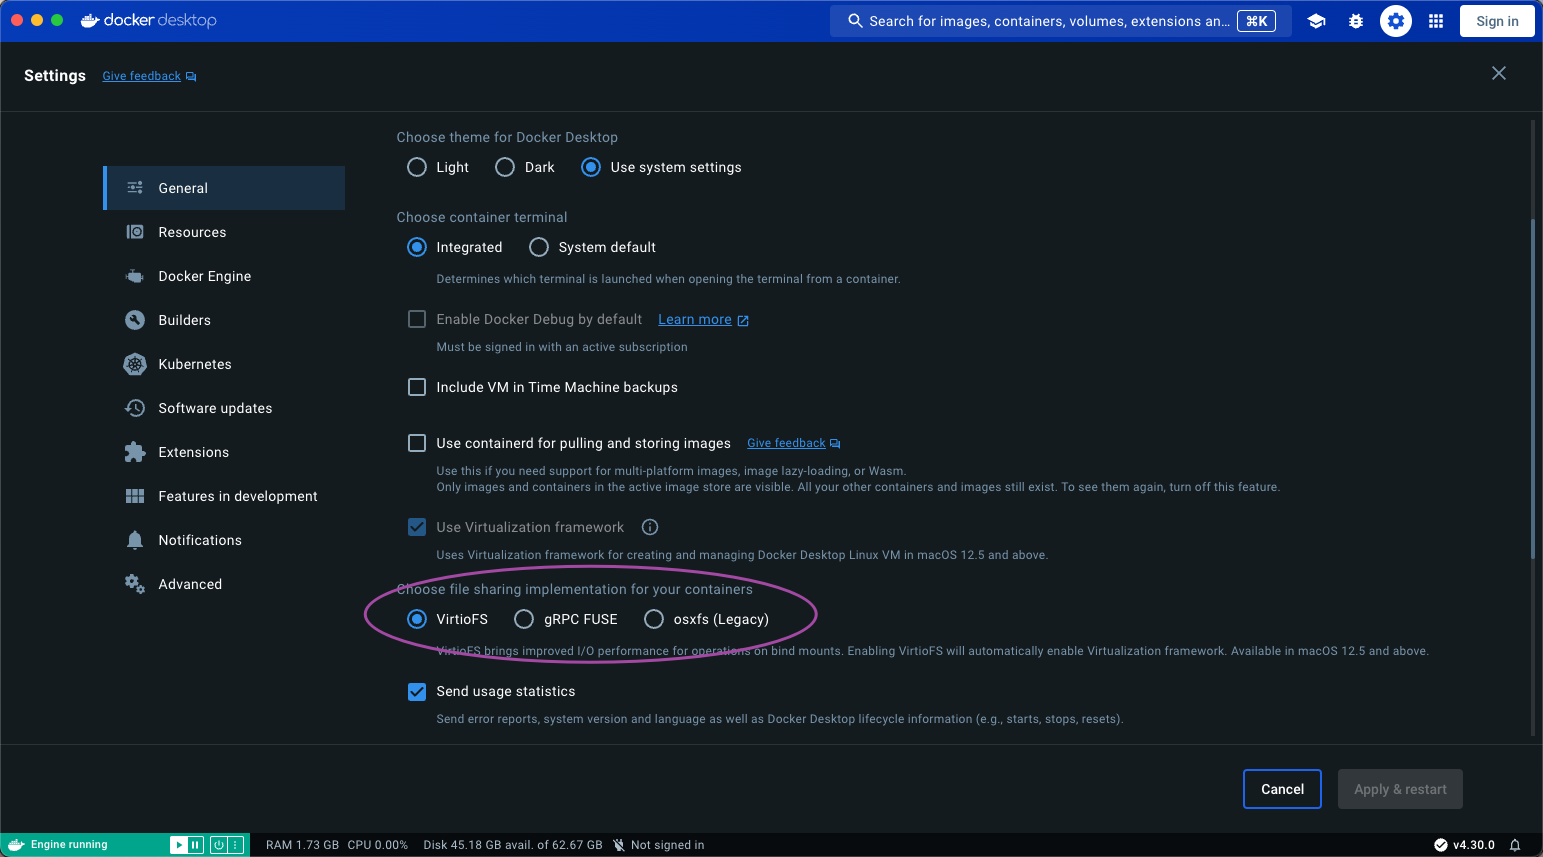 docker desktop
Search for images, containers, volumes, extensions an...
⌘K
Sign in
Settings
Give feedback
General
Resources
Docker Engine
Builders
Kubernetes
Software updates
Extensions
Features in development
Notifications
Advanced
Choose theme for Docker Desktop
Light Dark Use system settings
Choose container terminal
Integrated System default
Determines which terminal is launched when opening the terminal from a container.
Enable Docker Debug by default Learn more
Must be signed in with an active subscription
Include VM in Time Machine backups
Use containerd for pulling and storing images Give feedback
Use this if you need support for multi-platform images, image lazy-loading, or Wasm.
Only images and containers in the active image store are visible. All your other containers and images still exist. To see them again, turn off this feature.
Use Virtualization framework
Uses Virtualization framework for creating and managing Docker Desktop Linux VM in macOS 12.5 and above.
Choose file sharing implementation for your containers
VirtioFS gRPC FUSE osxfs (Legacy)
VirtioFS brings improved I/O performance for operations on bind mounts. Enabling VirtioFS will automatically enable Virtualization framework. Available in macOS 12.5 and above.
Send usage statistics
Send error reports, system version and language as well as Docker Desktop lifecycle information (e.g., starts, stops, resets).
Cancel
Apply & restart
Engine running
RAM 1.73 GB CPU 0.00% Disk 45.18 GB avail. of 62.67 GB Not signed in
v4.30.0